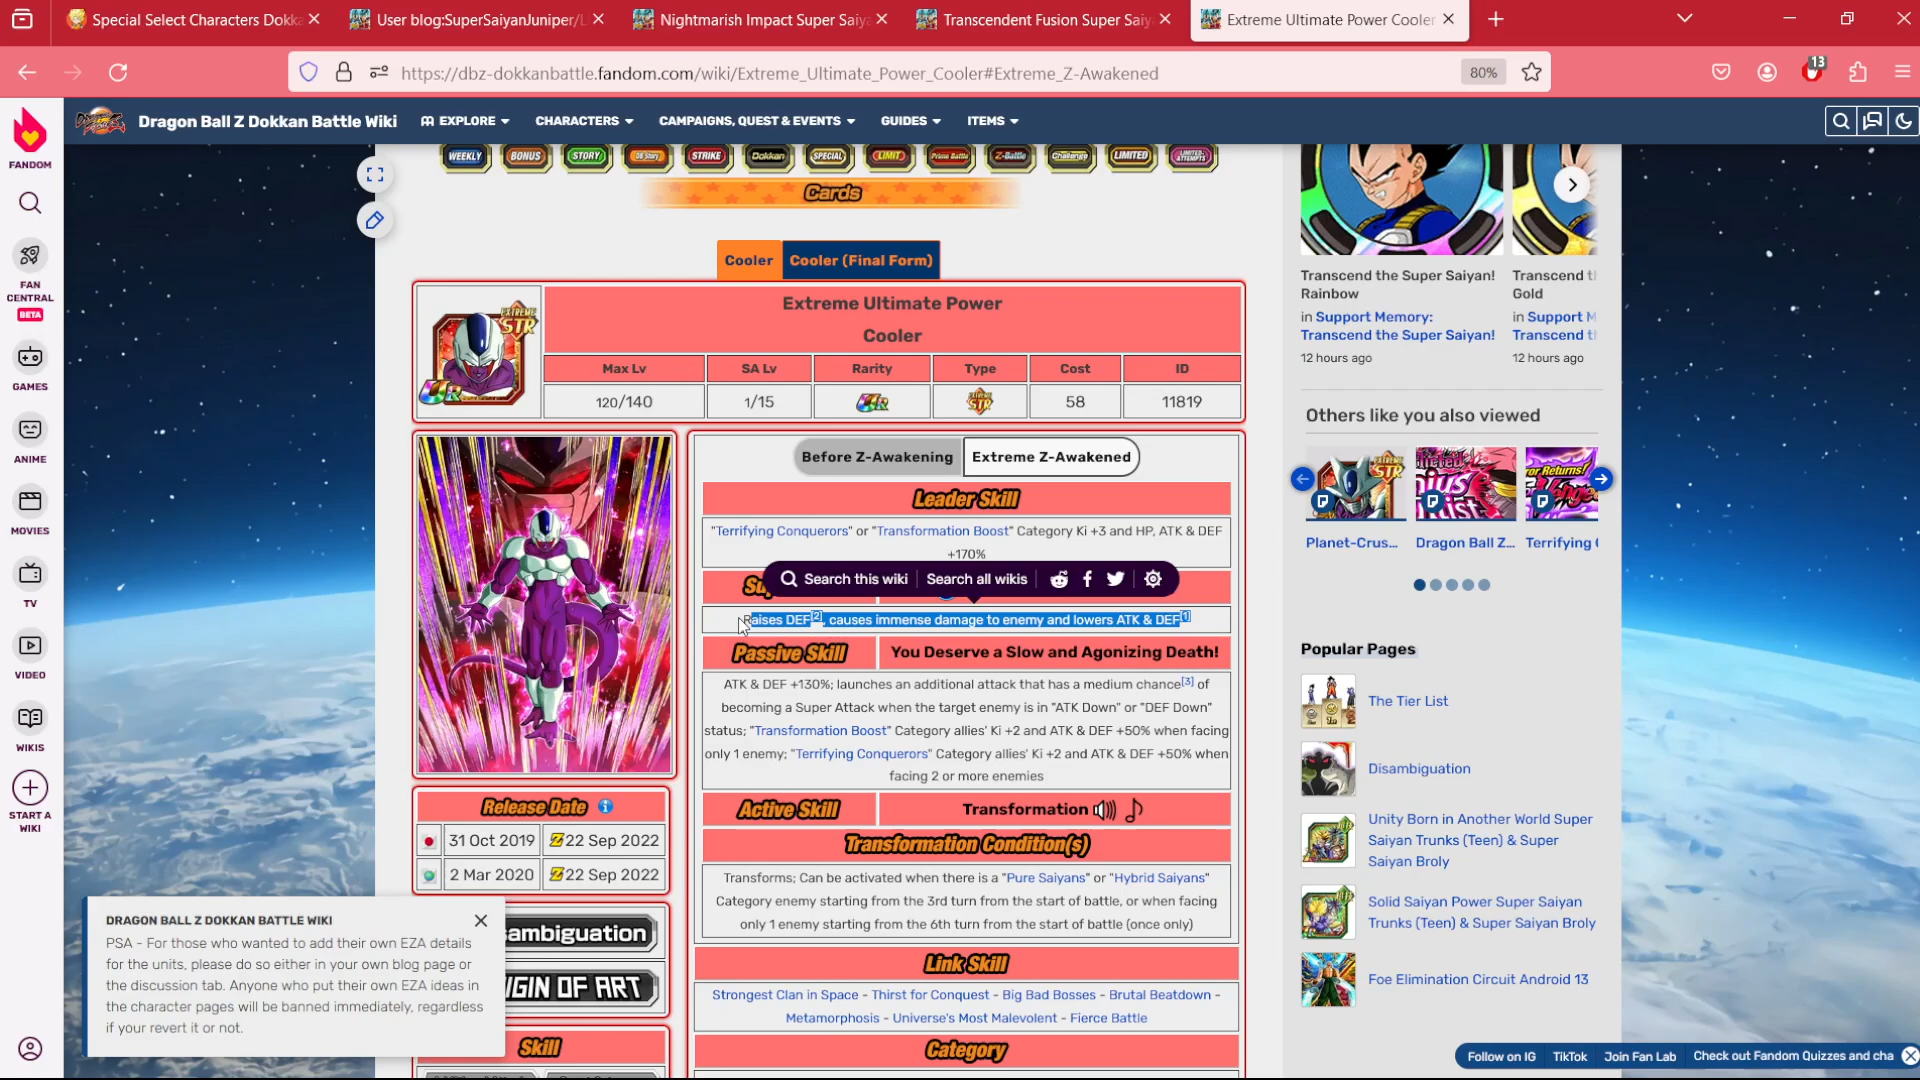 Special Select Characters Dokka
User blog:SuperSaiyanJuniper/L
Nightmarish Impact Super Saiya
Transcendent Fusion Super Saiy
Extreme Ultimate Power Cooler
https://dbz-dokkanbattle.fandom.com/wiki/Extreme_Ultimate_Power_Cooler#Extreme_Z-Awakened
80%
13
FANDOM
FAN CENTRAL
BETA
GAMES
ANIME
MOVIES
TV
VIDEO
WIKIS
START A WIKI
Dragon Ball Z Dokkan Battle Wiki
EXPLORE
CHARACTERS
CAMPAIGNS, QUEST & EVENTS
GUIDES
ITEMS
WEEKLY
BONUS
STORY
DB Story
STRIKE
Dokkan
SPECIAL
LIMIT
Prime Battle
Z-Battle
Challenge
LIMITED
LIMITED ATTEMPTS
Cards
Cooler
Cooler (Final Form)
EXTREME STR
UR
Extreme Ultimate Power
Cooler
Max Lv
SA Lv
Rarity
Type
Cost
ID
120/140
1/15
UR
EXTREME STR
58
11819
Before Z-Awakening
Extreme Z-Awakened
Leader Skill
"Terrifying Conquerors" or "Transformation Boost" Category Ki +3 and HP, ATK & DEF
+170%
Search this wiki
Search all wikis
Raises DEF[2], causes immense damage to enemy and lowers ATK & DEF[1]
Passive Skill
You Deserve a Slow and Agonizing Death!
ATK & DEF +130%; launches an additional attack that has a medium chance[3] of
becoming a Super Attack when the target enemy is in "ATK Down" or "DEF Down"
status; "Transformation Boost" Category allies' Ki +2 and ATK & DEF +50% when facing
only 1 enemy; "Terrifying Conquerors" Category allies' Ki +2 and ATK & DEF +50% when
facing 2 or more enemies
Active Skill
Transformation
Transformation Condition(s)
Transforms; Can be activated when there is a "Pure Saiyans" or "Hybrid Saiyans"
Category enemy starting from the 3rd turn from the start of battle, or when facing
only 1 enemy starting from the 6th turn from the start of battle (once only)
Link Skill
Strongest Clan in Space - Thirst for Conquest - Big Bad Bosses - Brutal Beatdown -
Metamorphosis - Universe's Most Malevolent - Fierce Battle
Category
Release Date
31 Oct 2019
Z 22 Sep 2022
2 Mar 2020
Z 22 Sep 2022
ambiguation
IGIN OF ART
Skill
DRAGON BALL Z DOKKAN BATTLE WIKI
PSA - For those who wanted to add their own EZA details
for the units, please do so either in your own blog page or
the discussion tab. Anyone who put their own EZA ideas in
the character pages will be banned immediately, regardless
if your revert it or not.
Transcend the Super Saiyan!
Rainbow
in Support Memory:
Transcend the Super Saiyan!
12 hours ago
Transcend th
Gold
in Support M
Transcend th
12 hours ago
Others like you also viewed
Planet-Crus...
Dragon Ball Z...
Terrifying (
Popular Pages
The Tier List
Disambiguation
Unity Born in Another World Super
Saiyan Trunks (Teen) & Super
Saiyan Broly
Solid Saiyan Power Super Saiyan
Trunks (Teen) & Super Saiyan Broly
Foe Elimination Circuit Android 13
Follow on IG
TikTok
Join Fan Lab
Check out Fandom Quizzes and cha